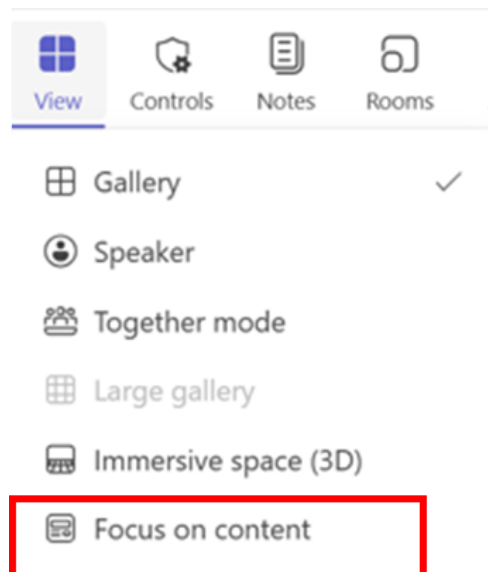 View Controls Notes Rooms
Gallery
Speaker
Together mode
Large gallery
Immersive space (3D)
Focus on content